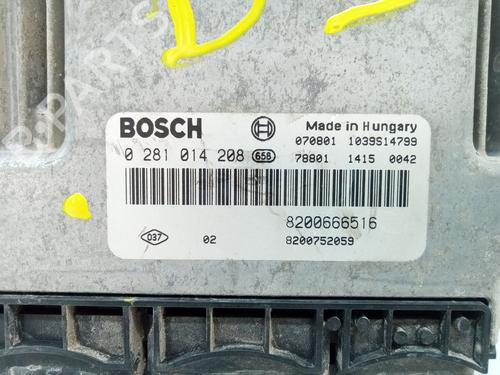 BOSCH
Made in Hungary
070801 1039S14799
0 281 014 208 658
78801 1415 0042
8200666516
037 02 8200752059